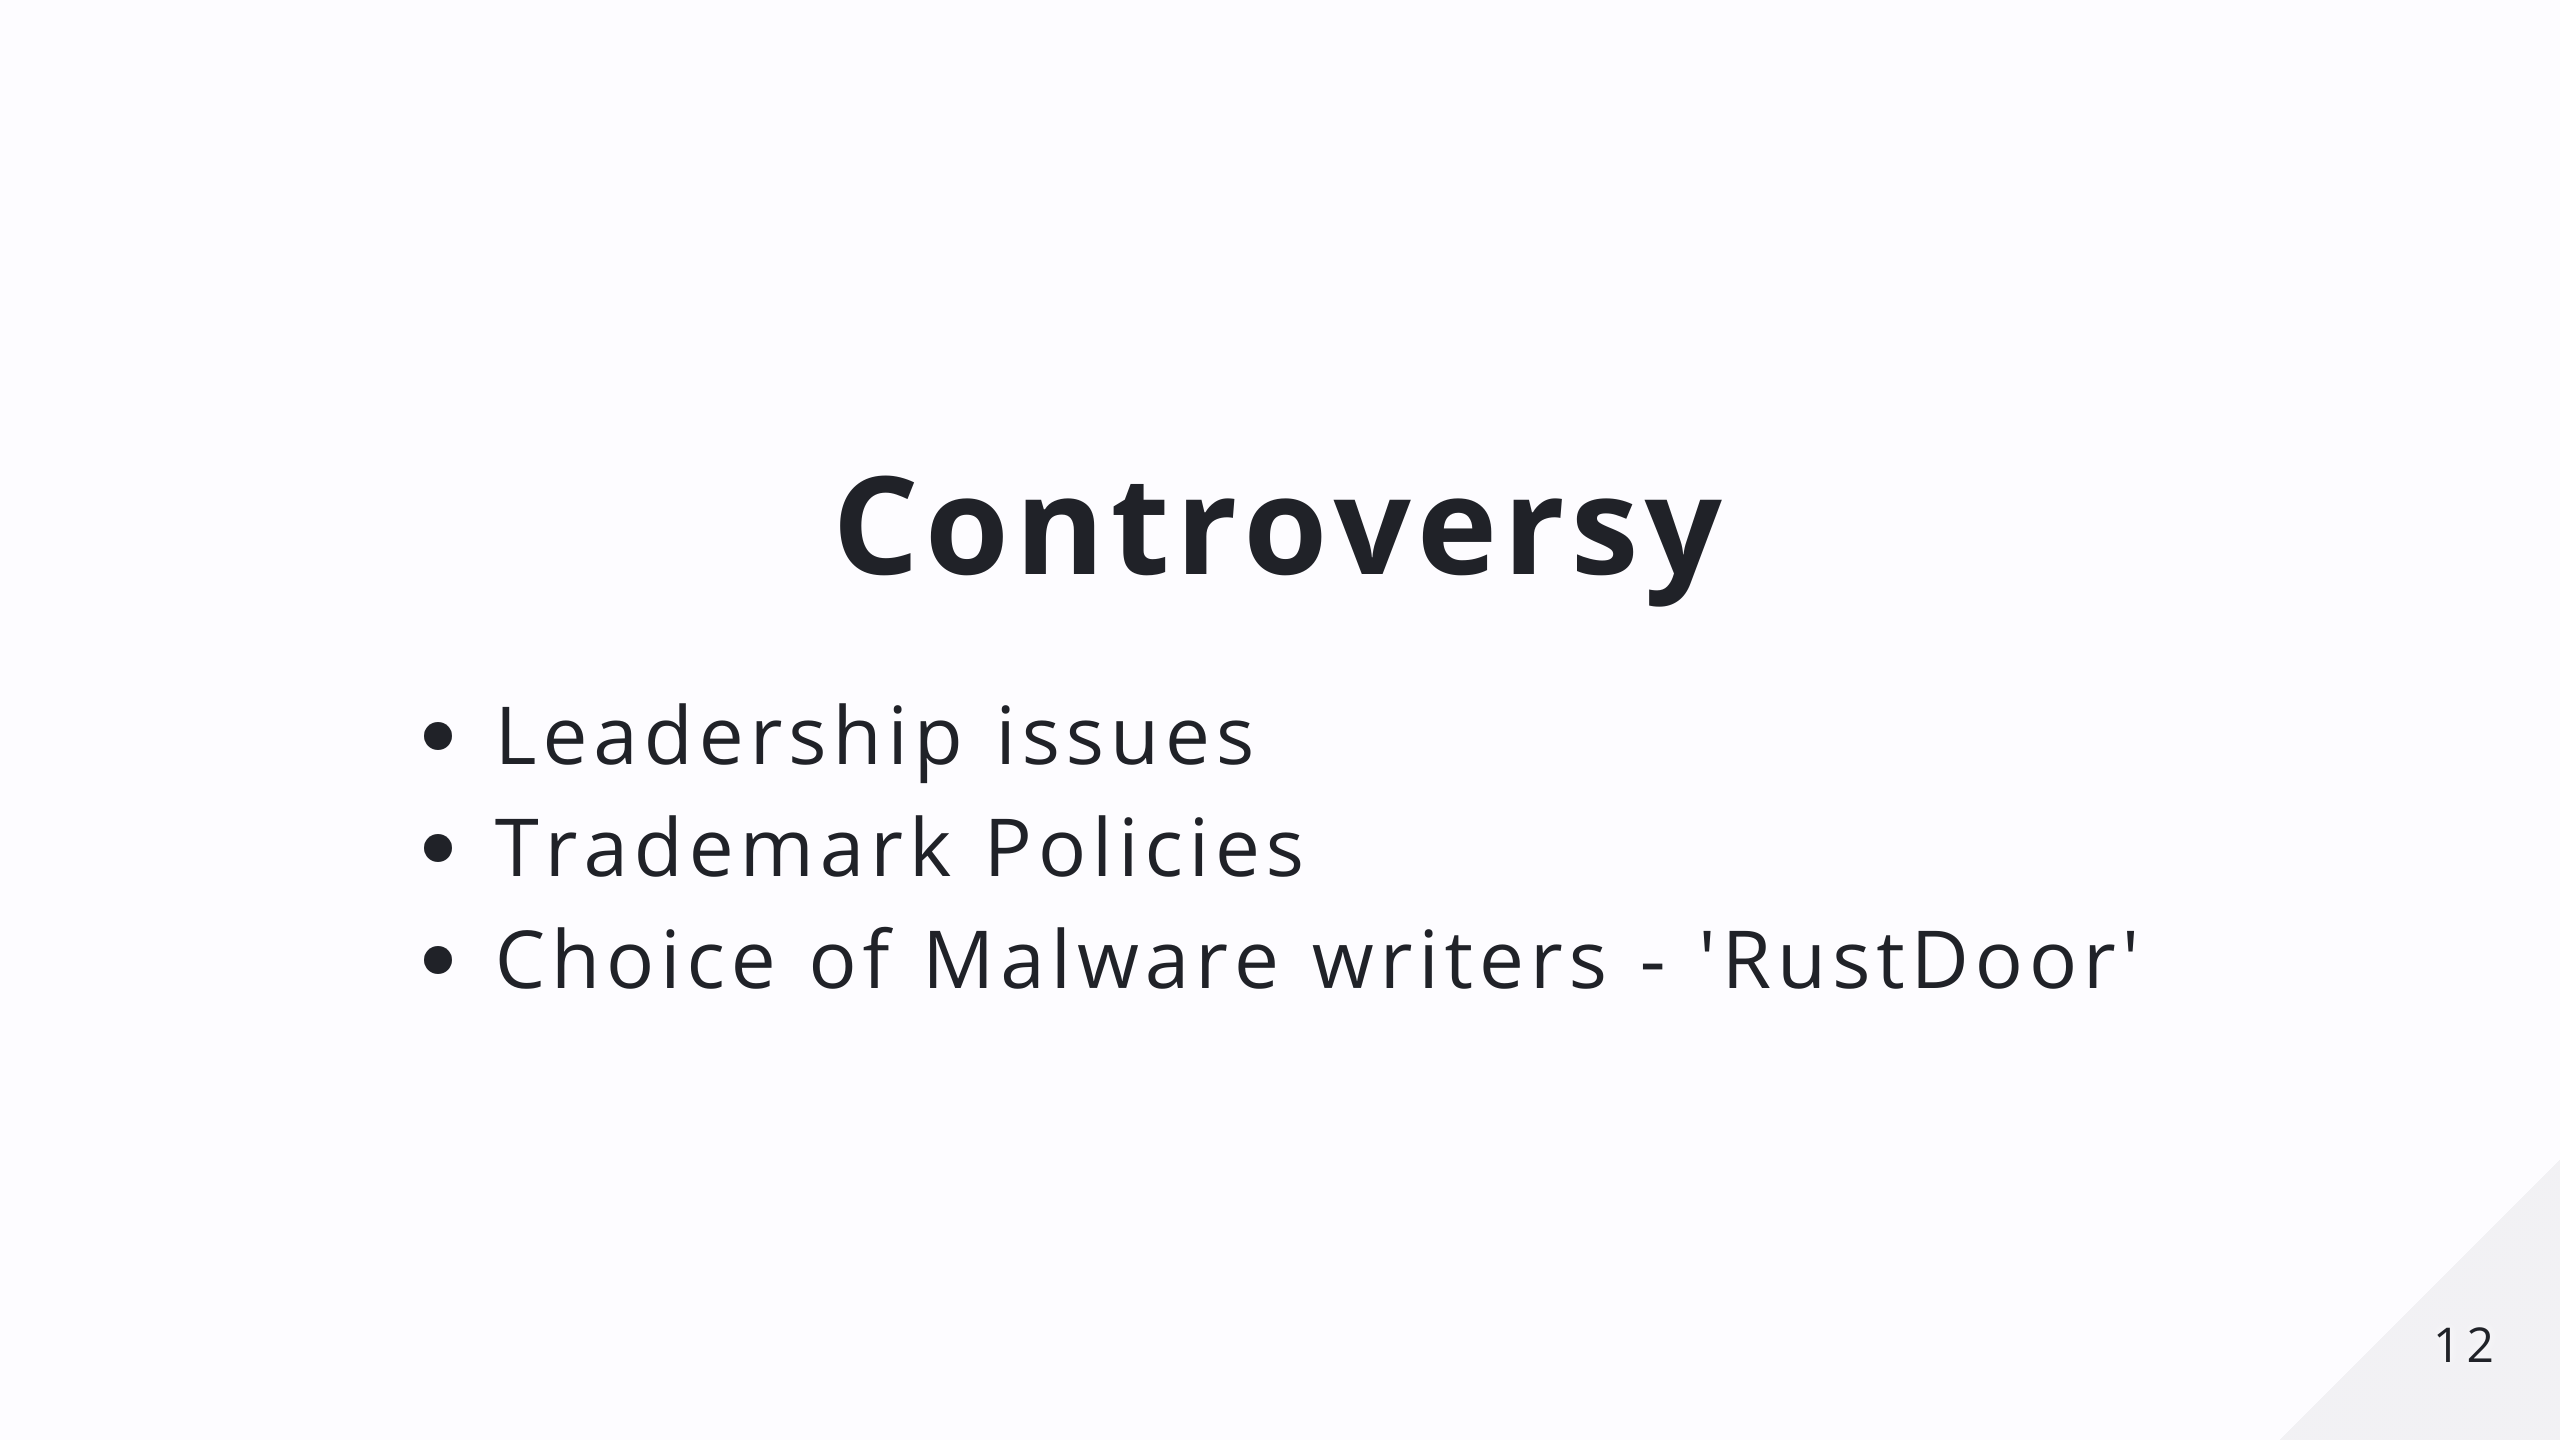 Controversy
• Leadership issues
• Trademark Policies
• Choice of Malware writers - 'RustDoor'
12